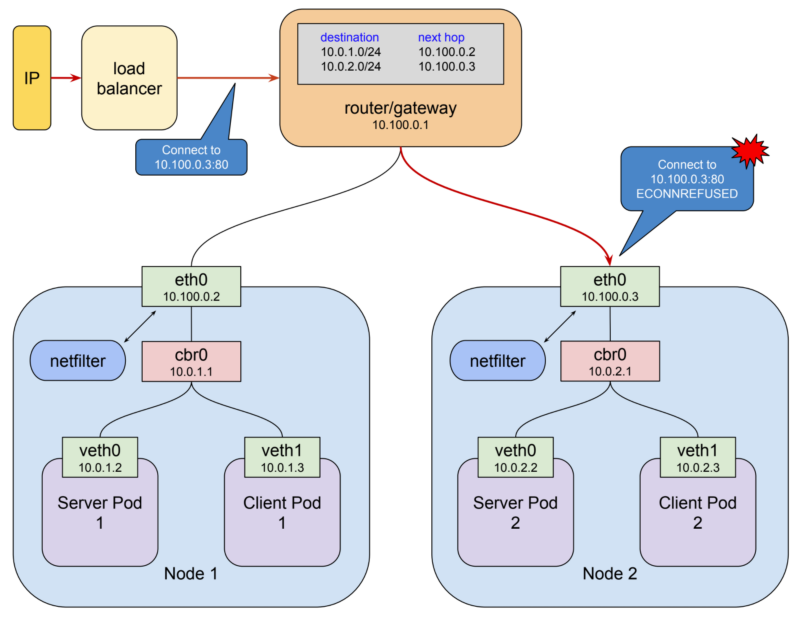 IP
load
balancer
destination next hop
10.0.1.0/24 10.100.0.2
10.0.2.0/24 10.100.0.3
router/gateway
10.100.0.1
Connect to
10.100.0.3:80
Connect to
10.100.0.3:80
ECONNREFUSED
eth0
10.100.0.2
netfilter
cbr0
10.0.1.1
veth0
10.0.1.2
veth1
10.0.1.3
Server Pod
1
Client Pod
1
Node 1
eth0
10.100.0.3
netfilter
cbr0
10.0.2.1
veth0
10.0.2.2
veth1
10.0.2.3
Server Pod
2
Client Pod
2
Node 2